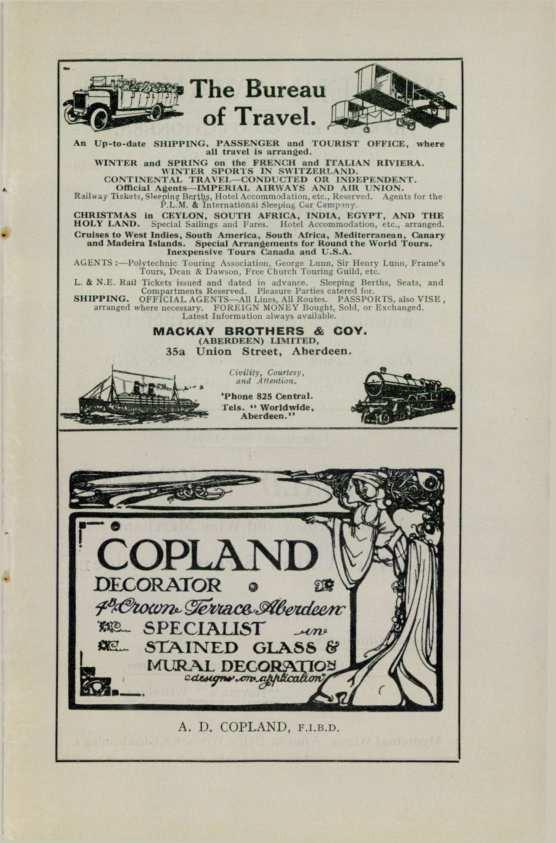 The Bureau
of Travel.
An Up-to-date SHIPPING, PASSENGER and TOURIST OFFICE, where
all travel is arranged.
WINTER and SPRING on the FRENCH and ITALIAN RIVIERA.
WINTER SPORTS IN SWITZERLAND.
CONTINENTAL TRAVEL—CONDUCTED OR INDEPENDENT.
Official Agents—IMPERIAL AIRWAYS AND AIR UNION.
Railway Tickets, Sleeping Berths, Hotel Accommodation, etc., Reserved. Agents for the
P.L.M. & International Sleeping Car Company.
CHRISTMAS in CEYLON, SOUTH AFRICA, INDIA, EGYPT, AND THE
HOLY LAND. Special Sailings and Fares. Hotel Accommodation, etc., arranged.
Cruises to West Indies, South America, South Africa, Mediterranean, Canary
and Madeira Islands. Special Arrangements for Round the World Tours.
Inexpensive Tours Canada and U.S.A.
AGENTS :—Polytechnic Touring Association, George Lunn, Sir Henry Lunn, Frame's
Tours, Dean & Dawson, Free Church Touring Guild, etc.
L. & N.E. Rail Tickets issued and dated in advance. Sleeping Berths, Seats, and
Compartments Reserved. Pleasure Parties catered for.
SHIPPING. OFFICIAL AGENTS—All Lines, All Routes. PASSPORTS, also VISE,
arranged where necessary. FOREIGN MONEY Bought, Sold, or Exchanged.
Latest Information always available.
MACKAY BROTHERS & COY.
(ABERDEEN) LIMITED,
35a Union Street, Aberdeen.
Civility, Courtesy,
and Attention,
'Phone 825 Central.
Tels. "Worldwide,
Aberdeen."
COPLAND
DECORATOR
4B Crown Terrace Aberdeen
SPECIALIST in
STAINED GLASS &
MURAL DECORATION
designs on application
A. D. COPLAND, F.I.B.D.